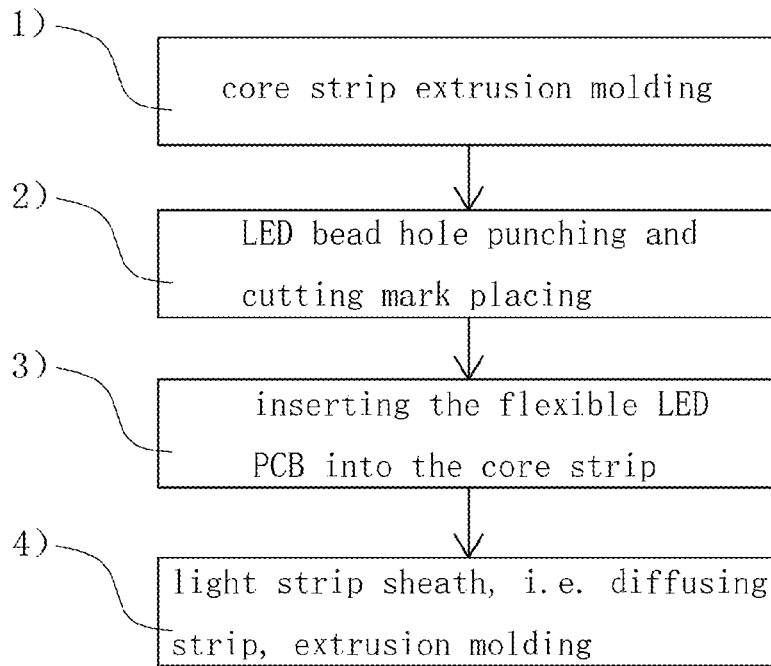 1)
core strip extrusion molding
2)
LED bead hole punching and
cutting mark placing
3)
inserting the flexible LED
PCB into the core strip
4)
light strip sheath, i.e. diffusing
strip, extrusion molding